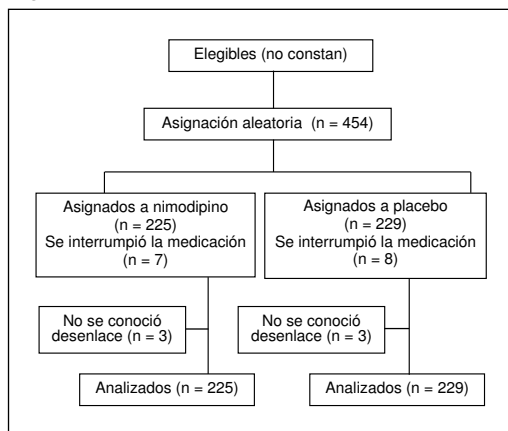 Elegibles (no constan)
Asignación aleatoria (n = 454)
Asignados a nimodipino
(n = 225)
Se interrumpió la medicación
(n = 7)
Asignados a placebo
(n = 229)
Se interrumpió la medicación
(n = 8)
No se conoció
desenlace (n = 3)
No se conoció
desenlace (n = 3)
Analizados (n = 225)
Analizados (n = 229)